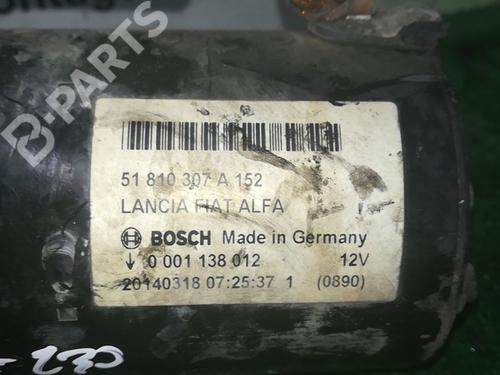 B-PARTS
51 810 307 A 152
LANCIA FIAT ALFA
BOSCH Made in Germany
0 001 138 012 12V
20140318 07:25:37 1 (0890)
230